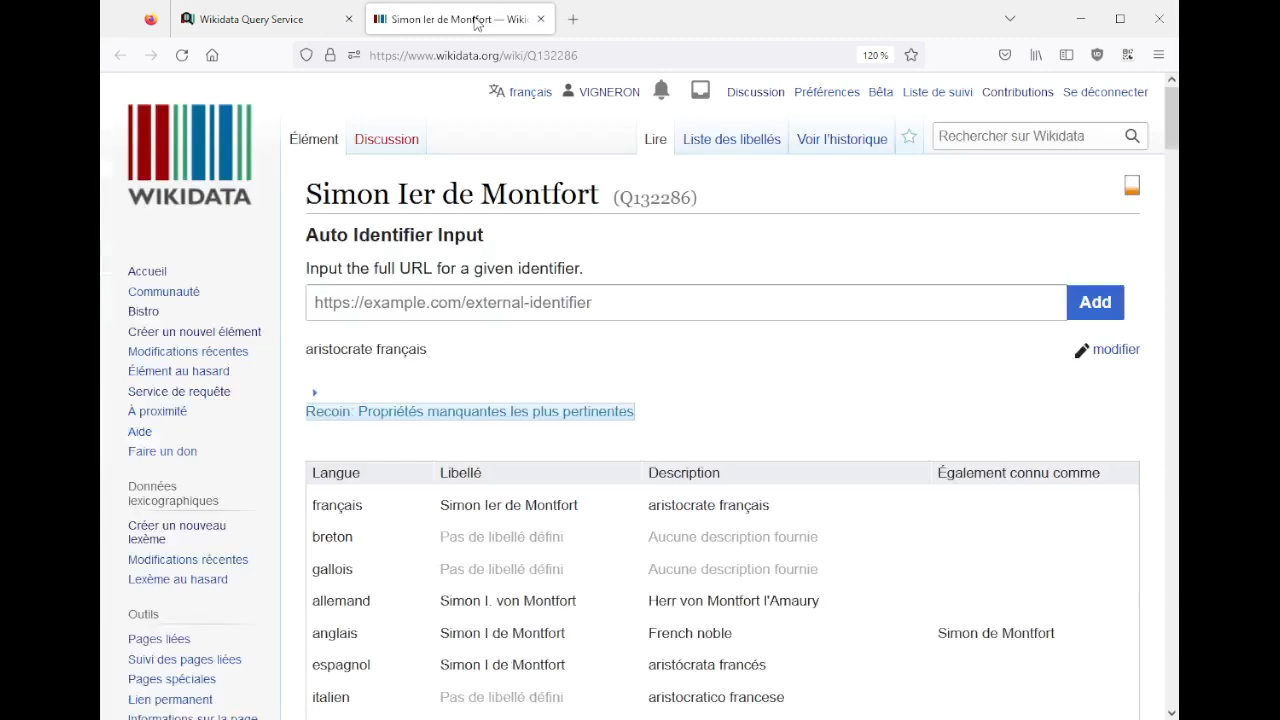 Wikidata Query Service
Simon Ier de Montfort — Wiki
https://www.wikidata.org/wiki/Q132286
120 %
français VIGNERON Discussion Préférences Bêta Liste de suivi Contributions Se déconnecter
WIKIDATA
Élément Discussion Lire Liste des libellés Voir l'historique Rechercher sur Wikidata
Simon Ier de Montfort (Q132286)
Auto Identifier Input
Input the full URL for a given identifier.
https://example.com/external-identifier Add
aristocrate français modifier
Recoin: Propriétés manquantes les plus pertinentes
Langue Libellé Description Également connu comme
français Simon Ier de Montfort aristocrate français
breton Pas de libellé défini Aucune description fournie
gallois Pas de libellé défini Aucune description fournie
allemand Simon I. von Montfort Herr von Montfort l'Amaury
anglais Simon I de Montfort French noble Simon de Montfort
espagnol Simon I de Montfort aristócrata francés
italien Pas de libellé défini aristocratico francese
Accueil
Communauté
Bistro
Créer un nouvel élément
Modifications récentes
Élément au hasard
Service de requête
À proximité
Aide
Faire un don
Données
lexicographiques
Créer un nouveau
lexème
Modifications récentes
Lexème au hasard
Outils
Pages liées
Suivi des pages liées
Pages spéciales
Lien permanent
Informations sur la page